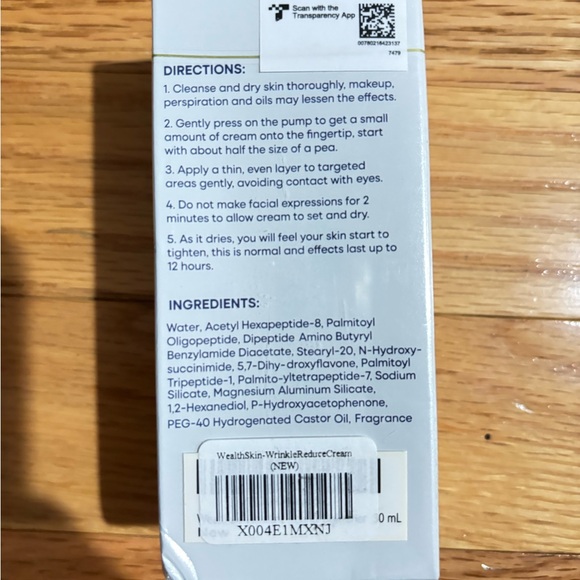 Scan with the
Transparency App
00780218423137
7479
DIRECTIONS:
1. Cleanse and dry skin thoroughly, makeup,
perspiration and oils may lessen the effects.
2. Gently press on the pump to get a small
amount of cream onto the fingertip, start
with about half the size of a pea.
3. Apply a thin, even layer to targeted
areas gently, avoiding contact with eyes.
4. Do not make facial expressions for 2
minutes to allow cream to set and dry.
5. As it dries, you will feel your skin start to
tighten, this is normal and effects last up to
12 hours.
INGREDIENTS:
Water, Acetyl Hexapeptide-8, Palmitoyl
Oligopeptide, Dipeptide Amino Butyryl
Benzylamide Diacetate, Stearyl-20, N-Hydroxy-
succinimide, 5,7-Dihy-droxyflavone, Palmitoyl
Tripeptide-1, Palmito-yltetrapeptide-7, Sodium
Silicate, Magnesium Aluminum Silicate,
1,2-Hexanediol, P-Hydroxyacetophenone,
PEG-40 Hydrogenated Castor Oil, Fragrance
WealthSkin-WrinkleReduceCream
(NEW)
X004E1MXNJ
0 mL